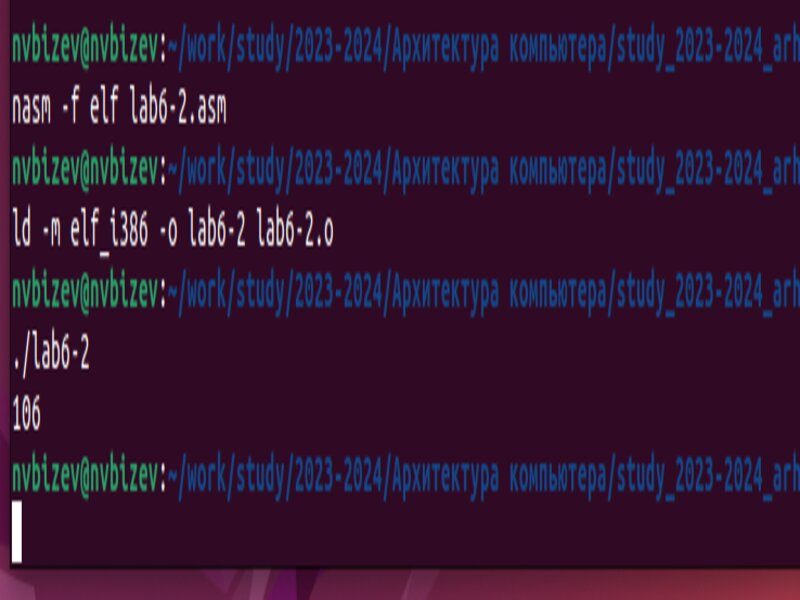 nvbizev@nvbizev:~/work/study/2023-2024/Архитектура компьютера/study_2023-2024_arh
nasm -f elf lab6-2.asm
nvbizev@nvbizev:~/work/study/2023-2024/Архитектура компьютера/study_2023-2024_arh
ld -m elf_i386 -o lab6-2 lab6-2.o
nvbizev@nvbizev:~/work/study/2023-2024/Архитектура компьютера/study_2023-2024_arh
./lab6-2
106
nvbizev@nvbizev:~/work/study/2023-2024/Архитектура компьютера/study_2023-2024_arh